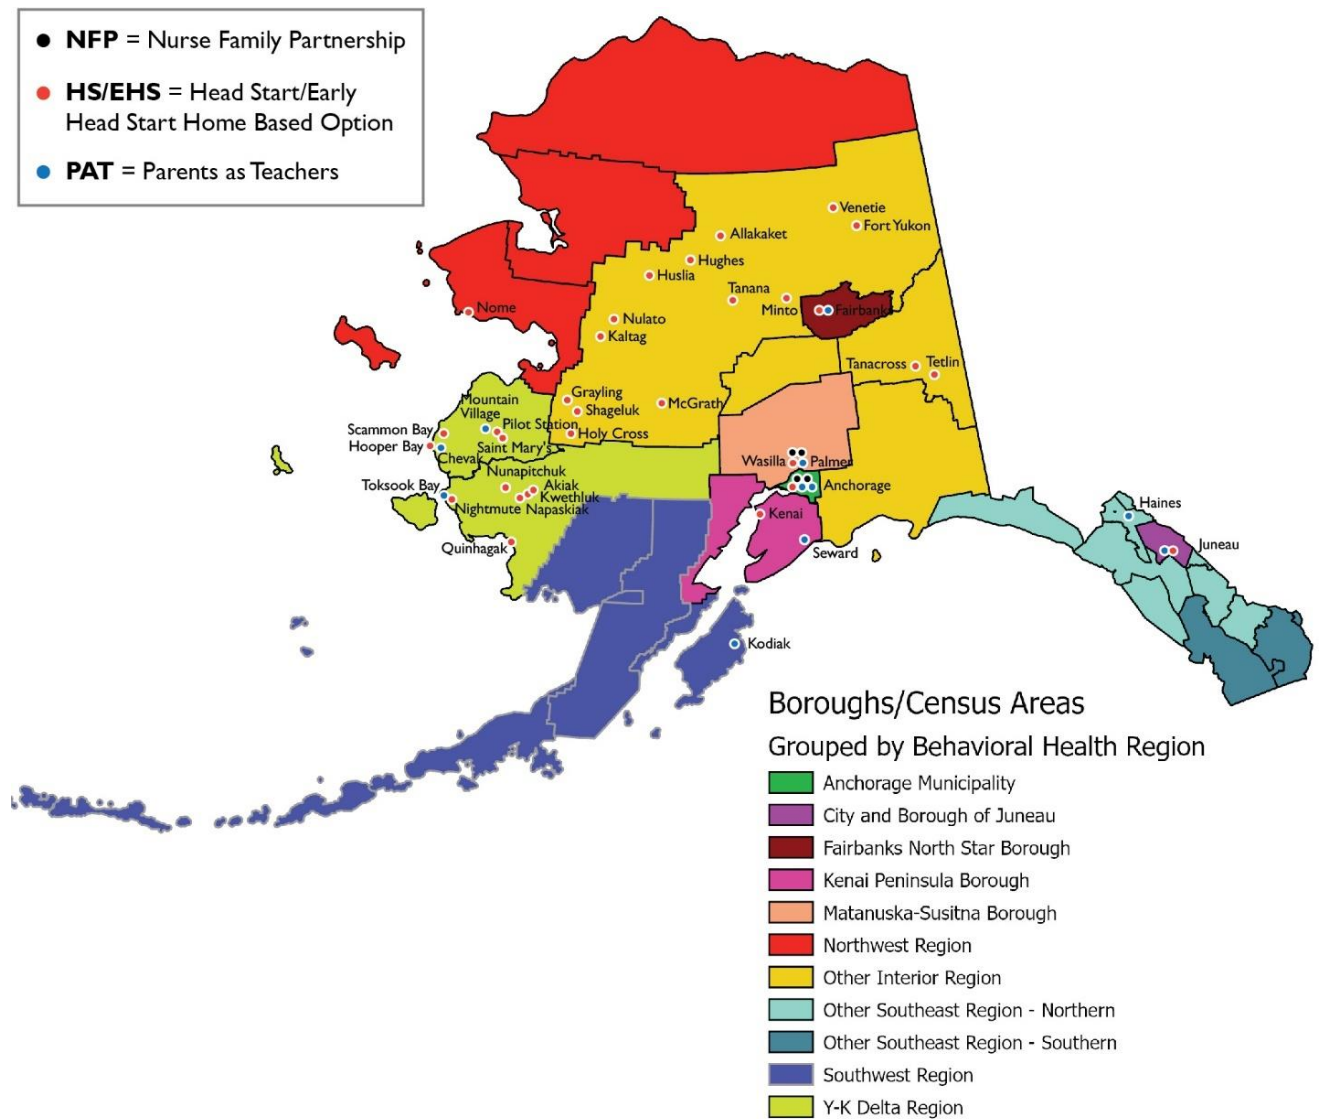 NFP = Nurse Family Partnership
HS/EHS = Head Start/Early
Head Start Home Based Option
PAT = Parents as Teachers
Venetie
Fort Yukon
Allakaket
Hughes
Huslia
Tanana
Minto
Fairbanks
Nome
Nulato
Kaltag
Tanacross
Tetlin
Grayling
Shageluk
McGrath
Holy Cross
Mountain
Village
Pilot Station
Scammon Bay
Hooper Bay
Saint Mary's
Chevak
Wasilla
Palmer
Nunapitchuk
Toksook Bay
Akiak
Kwethluk
Nightmute
Napaskiak
Anchorage
Quinhagak
Kenai
Seward
Haines
Juneau
Kodiak
Boroughs/Census Areas
Grouped by Behavioral Health Region
Anchorage Municipality
City and Borough of Juneau
Fairbanks North Star Borough
Kenai Peninsula Borough
Matanuska-Susitna Borough
Northwest Region
Other Interior Region
Other Southeast Region - Northern
Other Southeast Region - Southern
Southwest Region
Y-K Delta Region